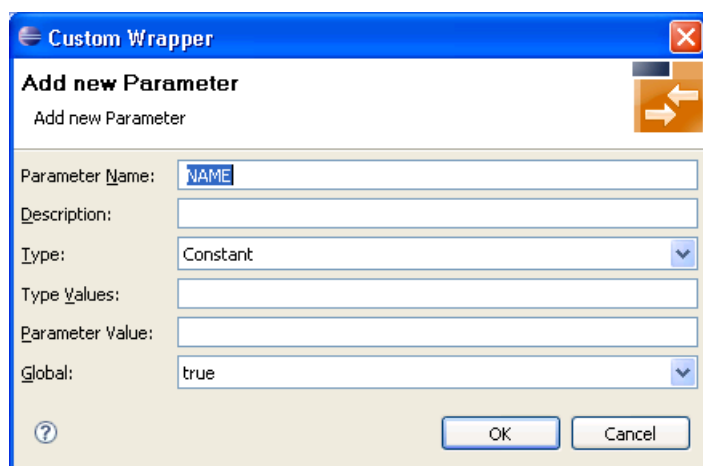 Custom Wrapper
Add new Parameter
Add new Parameter
Parameter Name: NAME
Description:
Type: Constant
Type Values:
Parameter Value:
Global: true
? OK Cancel